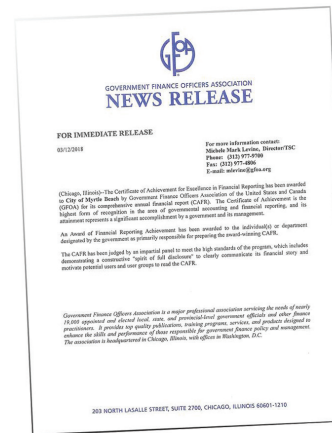 GFOA
GOVERNMENT FINANCE OFFICERS ASSOCIATION
NEWS RELEASE
FOR IMMEDIATE RELEASE
03/12/2018
For more information contact:
Michele Mark Levine, Director/TSC
Phone: (312) 977-9700
Fax: (312) 977-4806
E-mail: mlevine@gfoa.org
(Chicago, Illinois)--The Certificate of Achievement for Excellence in Financial Reporting has been awarded
to City of Myrtle Beach by Government Finance Officers Association of the United States and Canada
(GFOA) for its comprehensive annual financial report (CAFR). The Certificate of Achievement is the
highest form of recognition in the area of governmental accounting and financial reporting, and its
attainment represents a significant accomplishment by a government and its management.
An Award of Financial Reporting Achievement has been awarded to the individual(s) or department
designated by the government as primarily responsible for preparing the award-winning CAFR.
The CAFR has been judged by an impartial panel to meet the high standards of the program, which includes
demonstrating a constructive "spirit of full disclosure" to clearly communicate its financial story and
motivate potential users and user groups to read the CAFR.
Government Finance Officers Association is a major professional association servicing the needs of nearly
19,000 appointed and elected local, state, and provincial-level government officials and other finance
practitioners. It provides top quality publications, training programs, services, and products designed to
enhance the skills and performance of those responsible for government finance policy and management.
The association is headquartered in Chicago, Illinois, with offices in Washington, D.C.
203 NORTH LASALLE STREET, SUITE 2700, CHICAGO, ILLINOIS 60601-1210